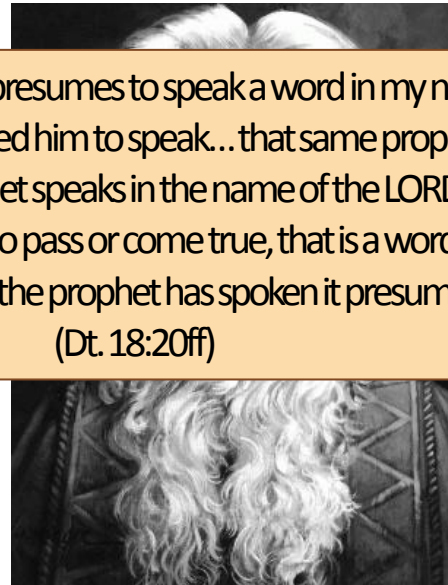 presumes to speak a word in my n
ed him to speak…that same prop
et speaks in the name of the LORD
o pass or come true, that is a word
the prophet has spoken it presum
(Dt. 18:20ff)